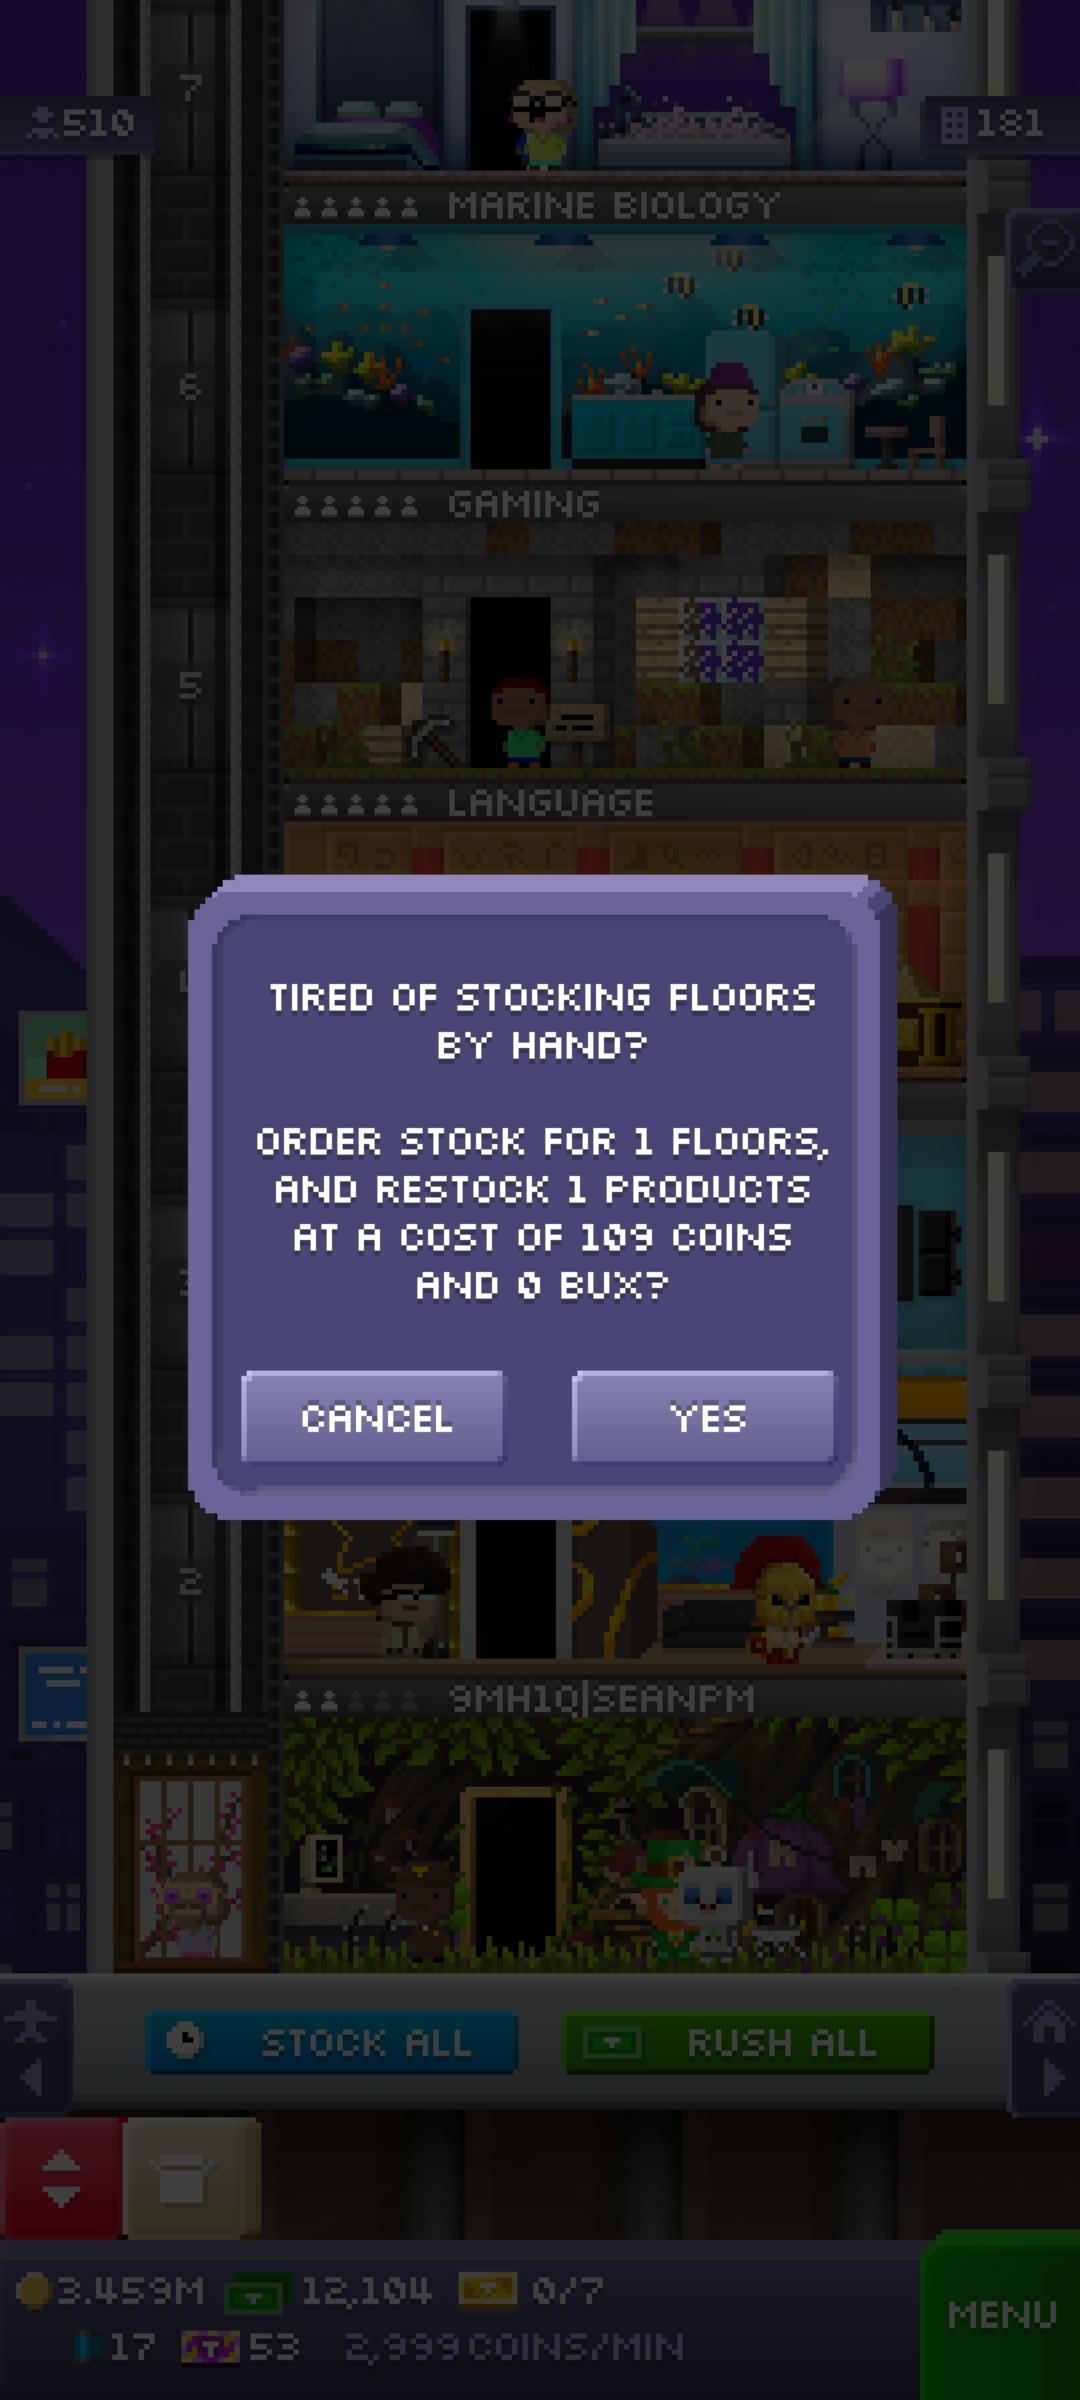 7
510
181
MARINE BIOLOGY
6
GAMING
5
LANGUAGE
TIRED OF STOCKING FLOORS
BY HAND?
ORDER STOCK FOR 1 FLOORS,
AND RESTOCK 1 PRODUCTS
AT A COST OF 109 COINS
AND 0 BUX?
CANCEL
YES
2
9MH1Q|SEANPM
STOCK ALL
RUSH ALL
3.459M
12,104
0/7
MENU
17
53
2,999 COINS/MIN